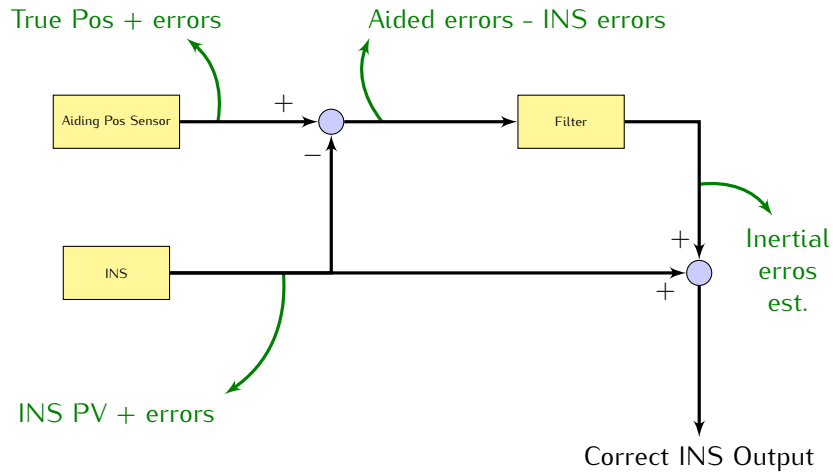 True Pos + errors
Aided errors - INS errors
+
Aiding Pos Sensor
Filter
−
Inertial
erros
est.
+
INS
+
INS PV + errors
Correct INS Output